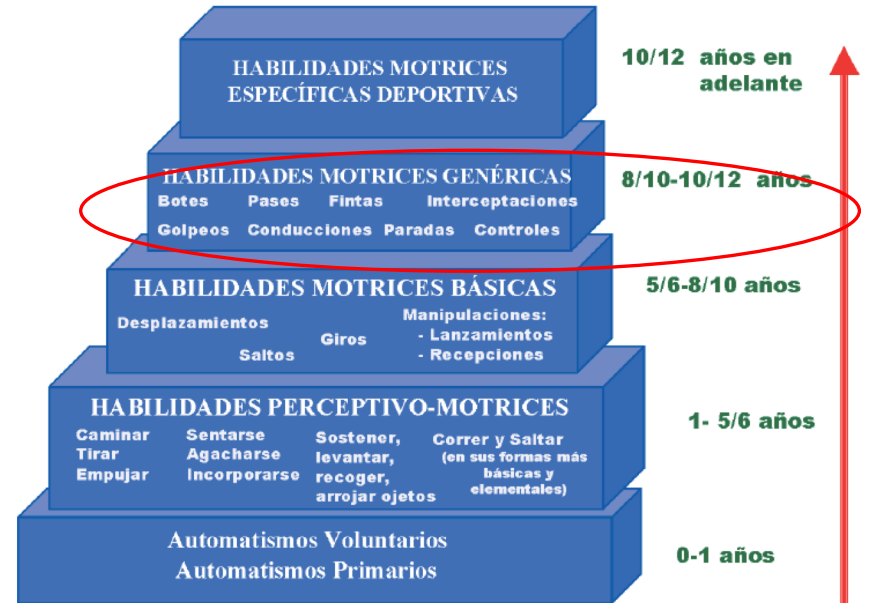 HABILIDADES MOTRICES
ESPECÍFICAS DEPORTIVAS
10/12 años en
adelante
HABILIDADES MOTRICES GENÉRICAS
8/10-10/12 años
Botes Pases Fintas Interceptaciones
Golpeos Conducciones Paradas Controles
HABILIDADES MOTRICES BÁSICAS
5/6-8/10 años
Desplazamientos
Saltos
Giros
Manipulaciones:
- Lanzamientos
- Recepciones
HABILIDADES PERCEPTIVO-MOTRICES
1- 5/6 años
Caminar
Tirar
Empujar
Sentarse
Agacharse
Incorporarse
Sostener,
levantar,
recoger,
arrojar ojetos
Correr y Saltar
(en sus formas más
básicas y
elementales)
Automatismos Voluntarios
Automatismos Primarios
0-1 años